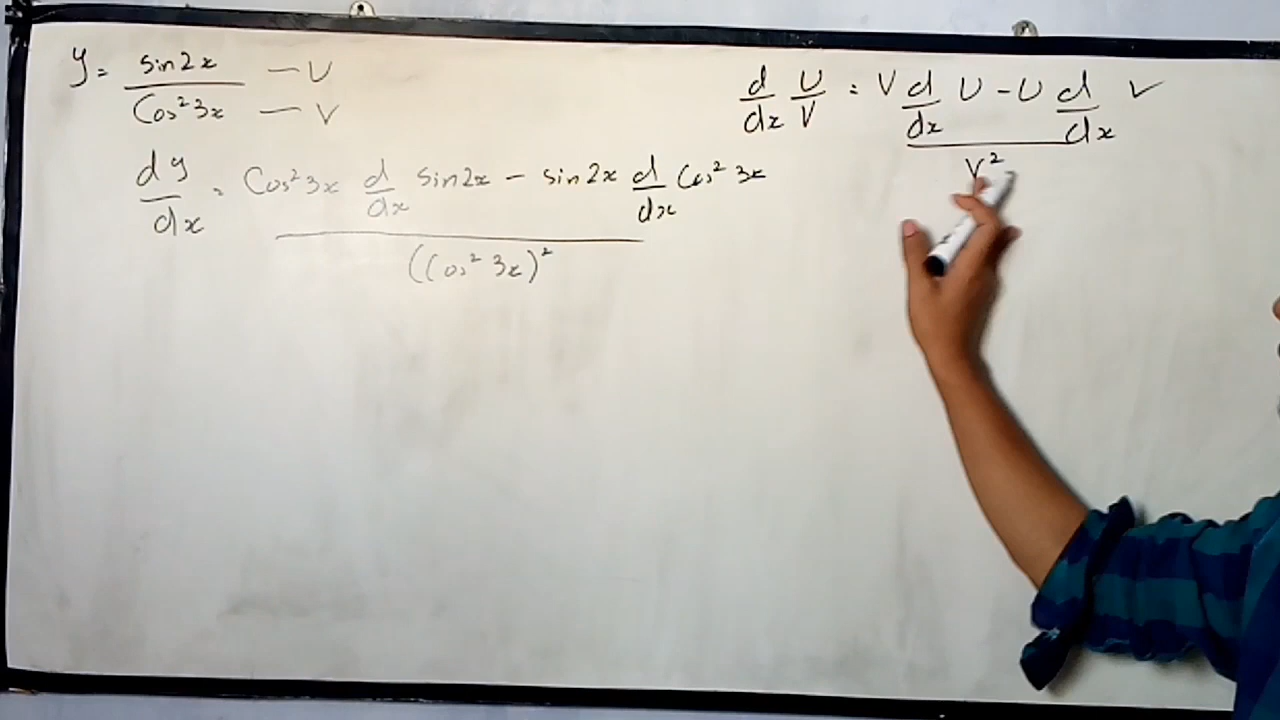 y = sin2x / Cos²3x — U — V
dy/dx = Cos²3x d/dx sin2x - sin2x d/dx Cos²3x / (Cos²3x)²
d/dx U/V = V d/dx U - U d/dx V / V²